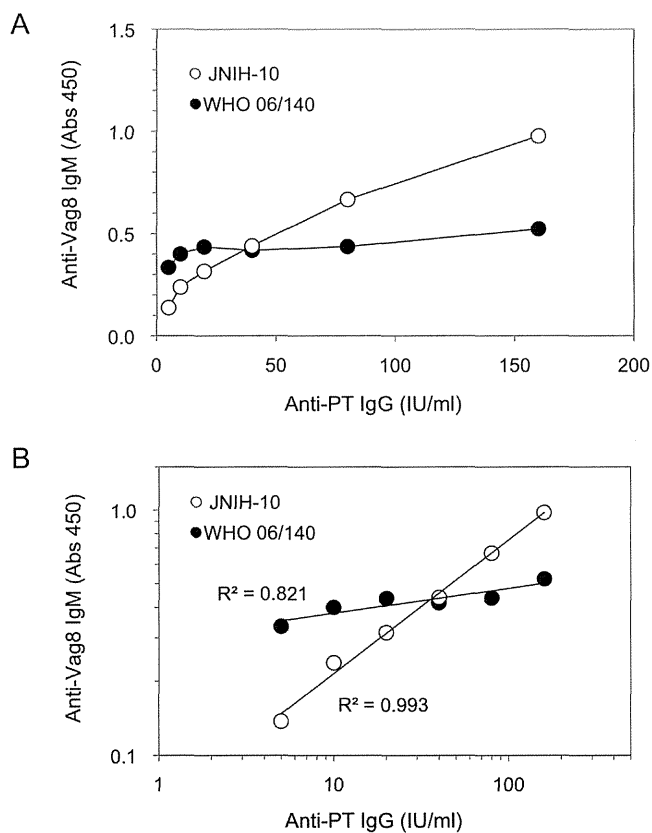 A
1.5
JNIH-10
WHO 06/140
1.0
Anti-Vag8 IgM (Abs 450)
0.5
0.0
0 50 100 150 200
Anti-PT IgG (IU/ml)
B
JNIH-10
1.0
WHO 06/140
R² = 0.821
Anti-Vag8 IgM (Abs 450)
R² = 0.993
0.1
1 10 100
Anti-PT IgG (IU/ml)